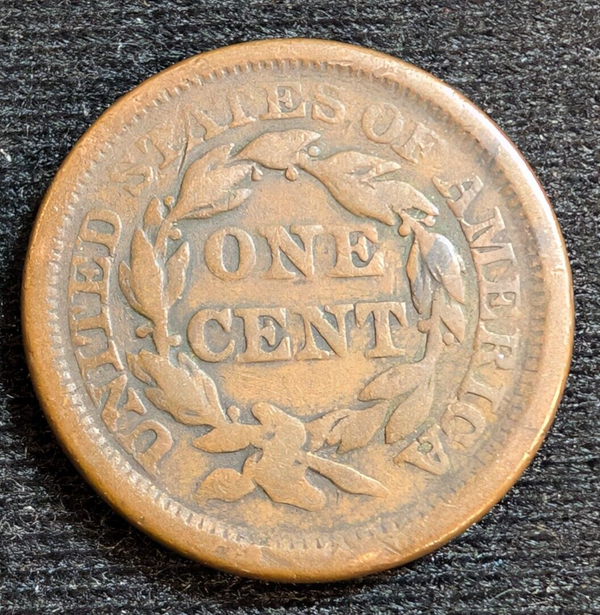 UNITED STATES OF AMERICA
ONE
CENT